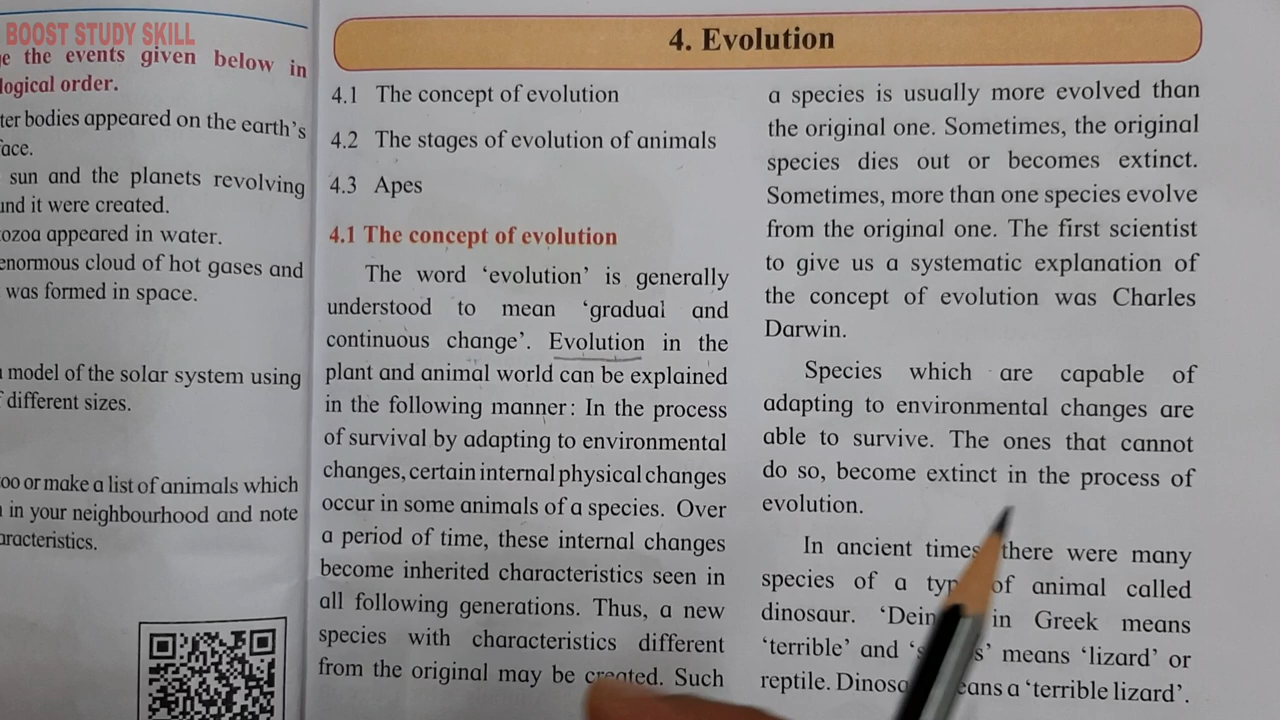 BOOST STUDY SKILL
the events given below in
logical order.
bodies appeared on the earth's
sun and the planets revolving
it were created.
appeared in water.
enormous cloud of hot gases and
was formed in space.
model of the solar system using
different sizes.
or make a list of animals which
in your neighbourhood and note
4. Evolution
4.1 The concept of evolution
4.2 The stages of evolution of animals
4.3 Apes
4.1 The concept of evolution
The word ‘evolution’ is generally
understood to mean ‘gradual and
continuous change’. Evolution in the
plant and animal world can be explained
in the following manner: In the process
of survival by adapting to environmental
changes, certain internal physical changes
occur in some animals of a species. Over
a period of time, these internal changes
become inherited characteristics seen in
all following generations. Thus, a new
species with characteristics different
from the original may be created. Such
a species is usually more evolved than
the original one. Sometimes, the original
species dies out or becomes extinct.
Sometimes, more than one species evolve
from the original one. The first scientist
to give us a systematic explanation of
the concept of evolution was Charles
Darwin.
Species which are capable of
adapting to environmental changes are
able to survive. The ones that cannot
do so, become extinct in the process of
evolution.
In ancient times there were many
species of a of animal called
dinosaur. in Greek means
‘terrible’ and means ‘lizard’ or
reptile. a ‘terrible lizard’.